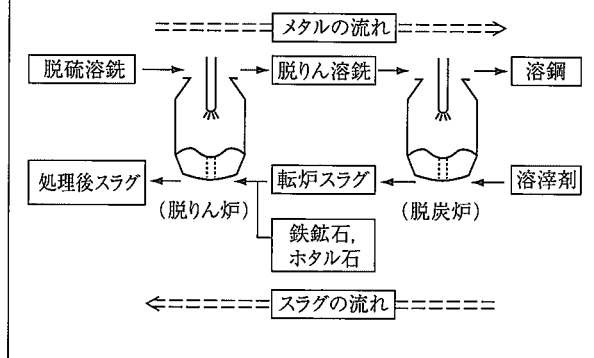 メタルの流れ
脱硫溶銑
脱りん溶銑
溶鋼
処理後スラグ
転炉スラグ
溶滓剤
(脱りん炉)
(脱炭炉)
鉄鉱石,
ホタル石
スラグの流れ